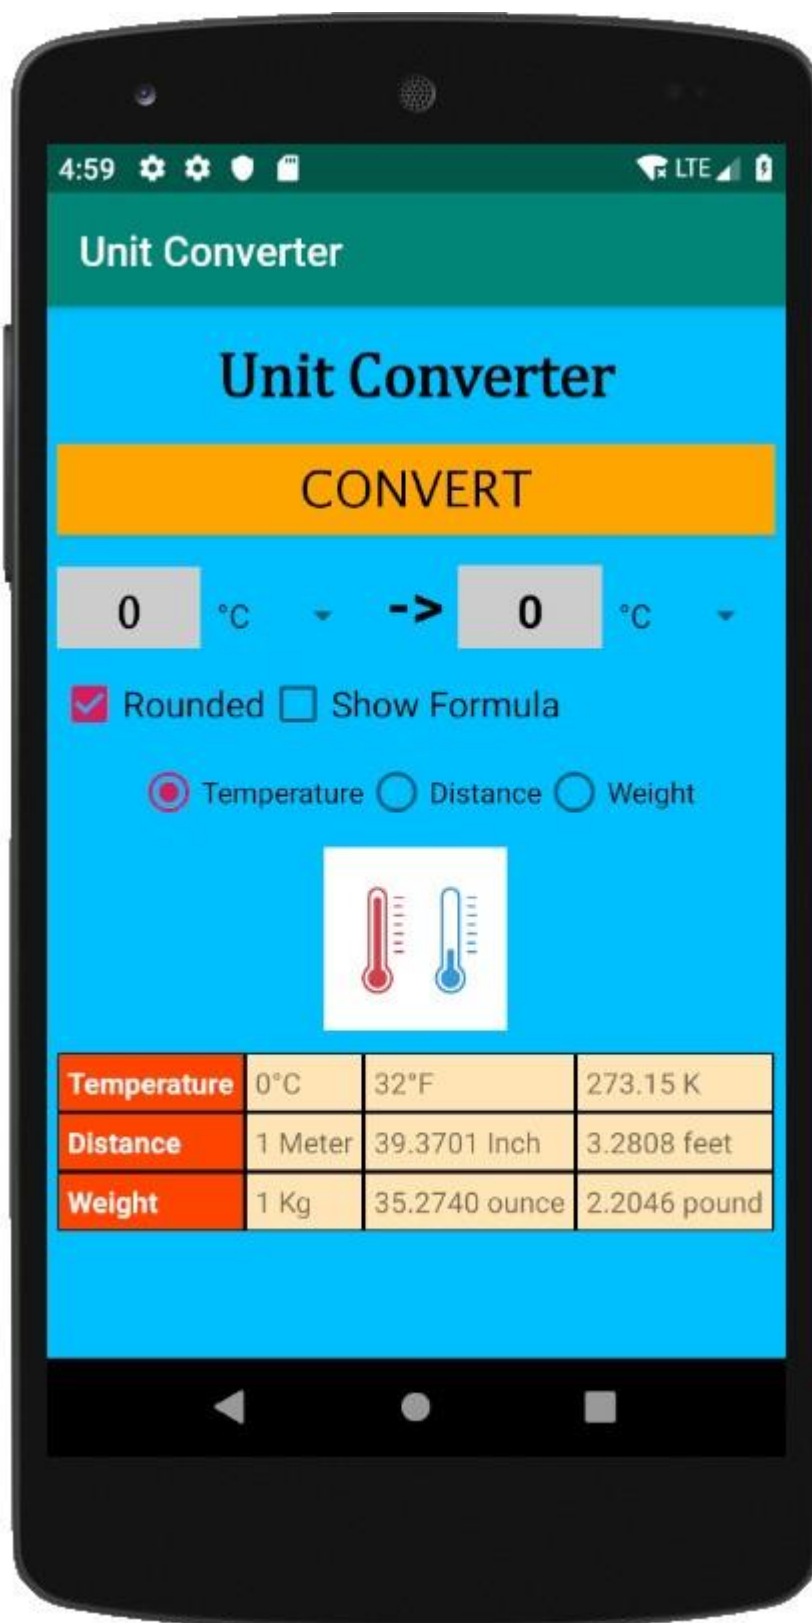 4:59 LTE
Unit Converter
Unit Converter
CONVERT
0 °C -> 0 °C
Rounded Show Formula
Temperature Distance Weight
Temperature 0°C 32°F 273.15 K
Distance 1 Meter 39.3701 Inch 3.2808 feet
Weight 1 Kg 35.2740 ounce 2.2046 pound